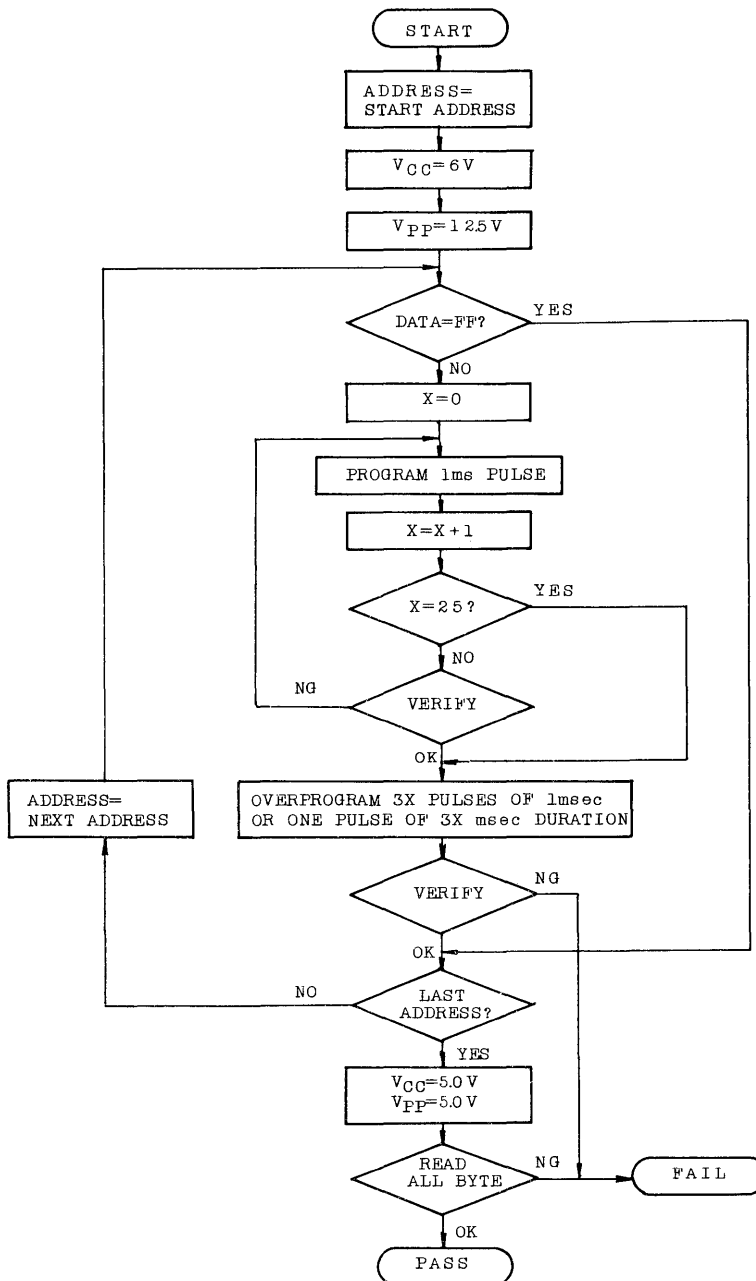 START
ADDRESS=
START ADDRESS
VCC=6V
VPP=12.5V
DATA=FF?
YES
NO
X=0
PROGRAM 1ms PULSE
X=X+1
X=25?
YES
NO
NG
VERIFY
OK
ADDRESS=
NEXT ADDRESS
OVERPROGRAM 3X PULSES OF 1msec
OR ONE PULSE OF 3X msec DURATION
VERIFY
NG
OK
NO
LAST
ADDRESS?
YES
VCC=5.0V
VPP=5.0V
READ
ALL BYTE
NG
FAIL
OK
PASS